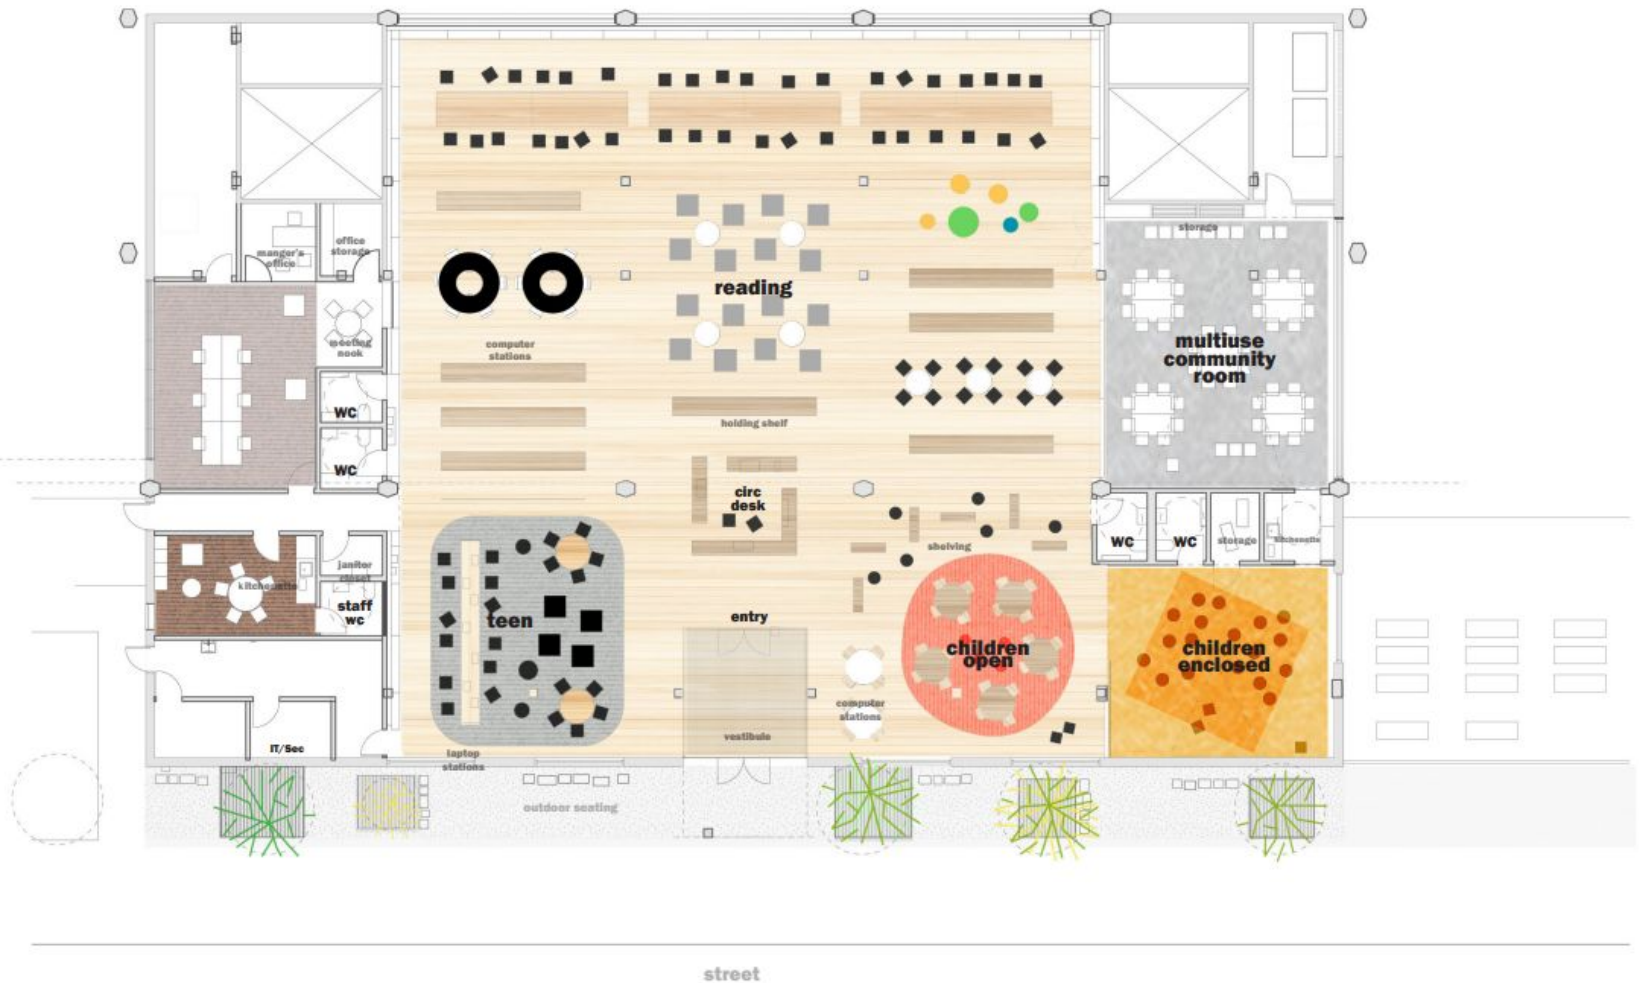 storage
manger's
office
office
storage
reading
meeting
nook
computer
stations
multiuse
community
room
WC
holding shelf
WC
circ
desk
shelving
WC
WC
storage
kitchenette
janitor
closet
kitchenette
staff
wc
teen
entry
children
open
children
enclosed
computer
stations
vestibule
IT/Sec
laptop
stations
outdoor seating
street